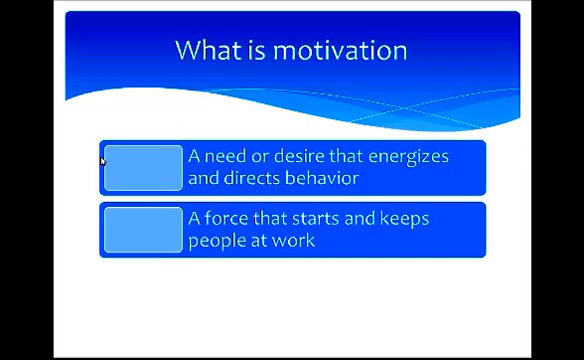 What is motivation
A need or desire that energizes
and directs behavior
A force that starts and keeps
people at work